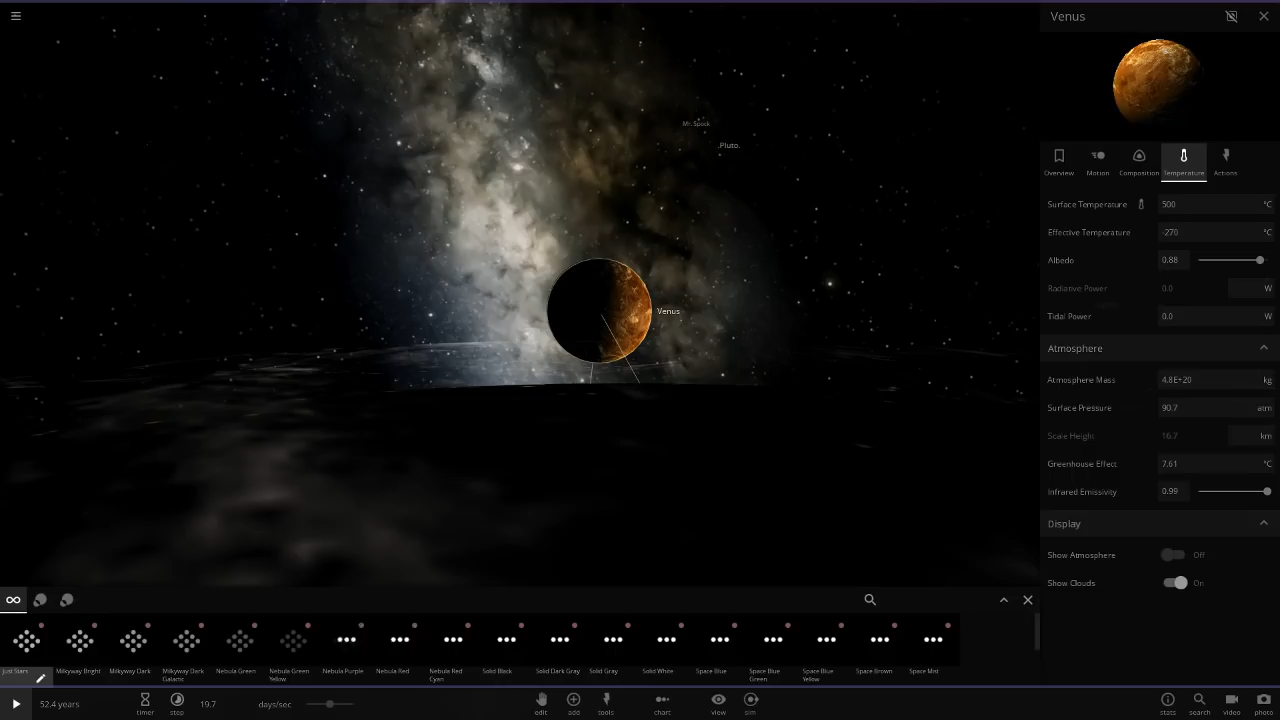 Venus
Mr. Spock
Pluto
Venus
Overview Motion Composition Temperature Actions
Surface Temperature 500 °C
Effective Temperature -270 °C
Albedo 0.88
Radiative Power 0.0 W
Tidal Power 0.0 W
Atmosphere
Atmosphere Mass 4.8E+20 kg
Surface Pressure 90.7 atm
Scale Height 16.7 km
Greenhouse Effect 7.61 °C
Infrared Emissivity 0.99
Display
Show Atmosphere Off
Show Clouds On
Just Stars
Milkyway Bright
Milkyway Dark
Milkyway Dark
Galactic
Nebula Green
Nebula Green
Yellow
Nebula Purple
Nebula Red
Nebula Red
Cyan
Solid Black
Solid Dark Gray
Solid Gray
Solid White
Space Blue
Space Blue
Green
Space Blue
Yellow
Space Brown
Space Mist
52.4 years timer step 19.7 days/sec edit add tools chart view sim stats search video photo